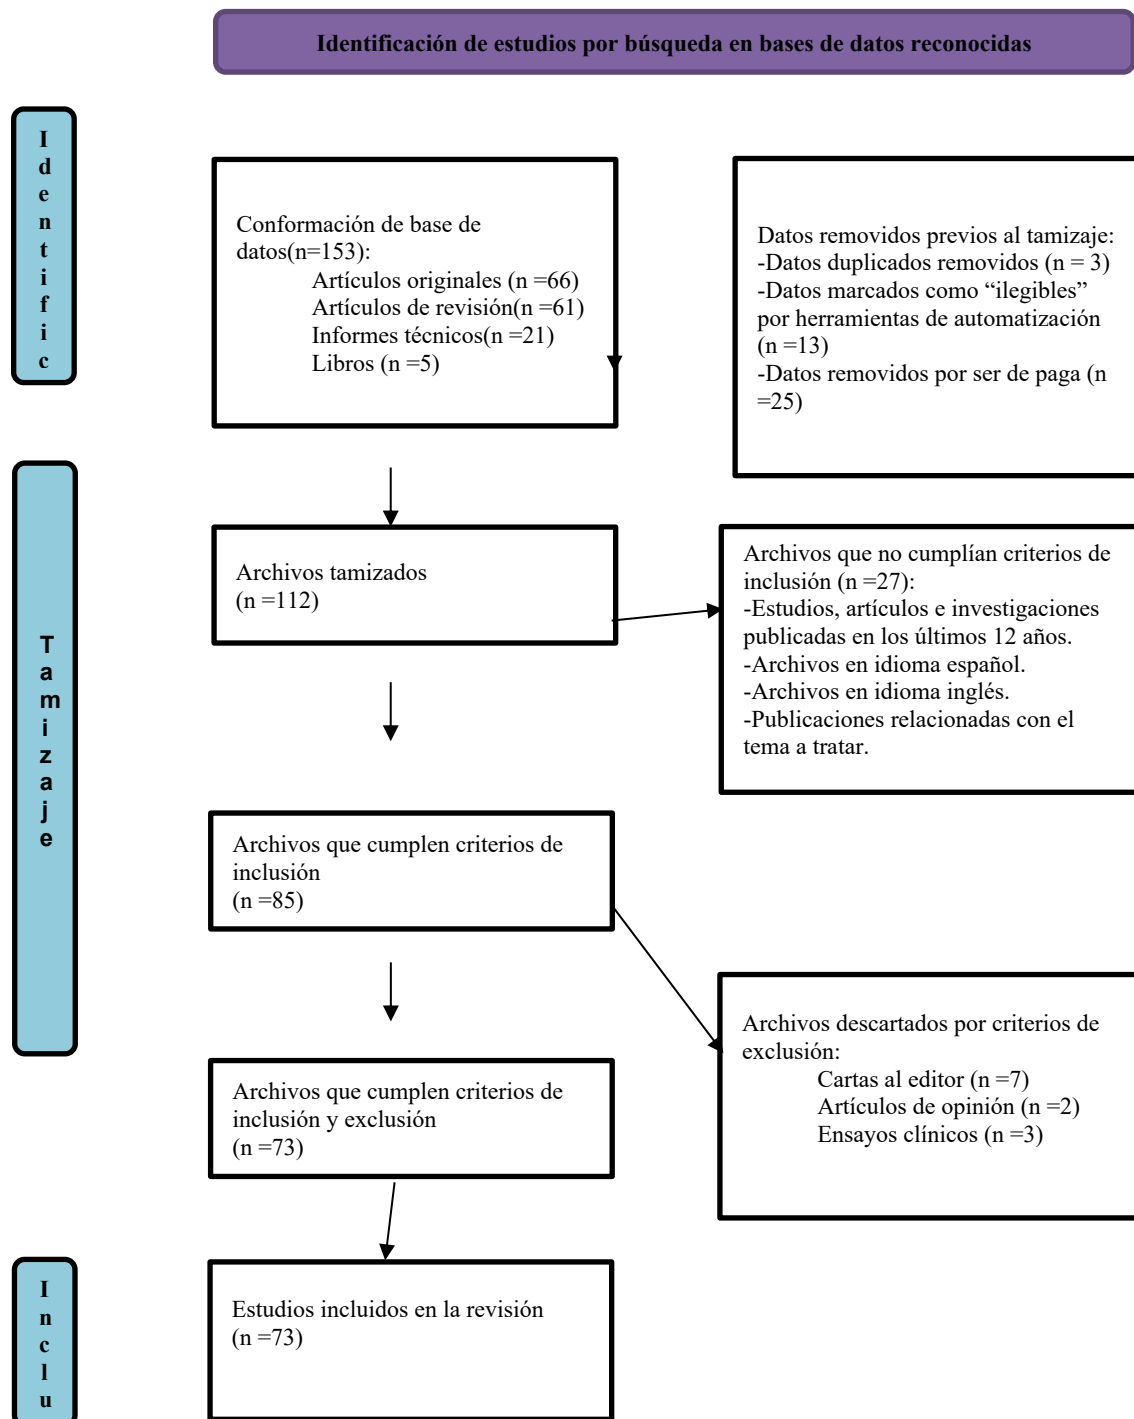 Identificación de estudios por búsqueda en bases de datos reconocidas
Identific
Conformación de base de
datos(n=153):
Artículos originales (n =66)
Artículos de revisión(n =61)
Informes técnicos(n =21)
Libros (n =5)
Datos removidos previos al tamizaje:
-Datos duplicados removidos (n = 3)
-Datos marcados como “ilegibles”
por herramientas de automatización
(n =13)
-Datos removidos por ser de paga (n
=25)
Tamizaje
Archivos tamizados
(n =112)
Archivos que no cumplían criterios de
inclusión (n =27):
-Estudios, artículos e investigaciones
publicadas en los últimos 12 años.
-Archivos en idioma español.
-Archivos en idioma inglés.
-Publicaciones relacionadas con el
tema a tratar.
Archivos que cumplen criterios de
inclusión
(n =85)
Archivos descartados por criterios de
exclusión:
Cartas al editor (n =7)
Artículos de opinión (n =2)
Ensayos clínicos (n =3)
Archivos que cumplen criterios de
inclusión y exclusión
(n =73)
Inclu
Estudios incluidos en la revisión
(n =73)